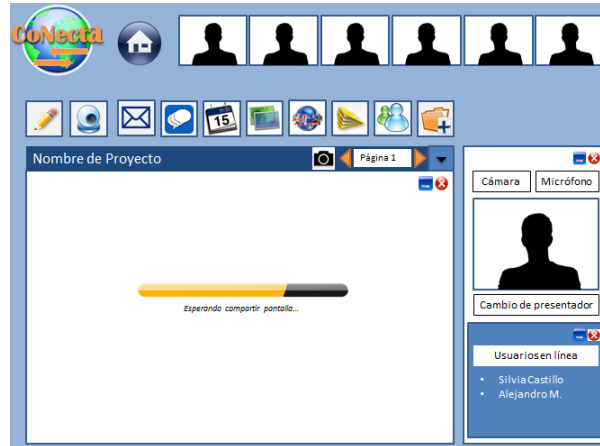 CoNecta
15
Nombre de Proyecto
Página 1
Cámara
Micrófono
Esperando compartir pantalla...
Cambio de presentador
Usuarios en línea
• Silvia Castillo
• Alejandro M.